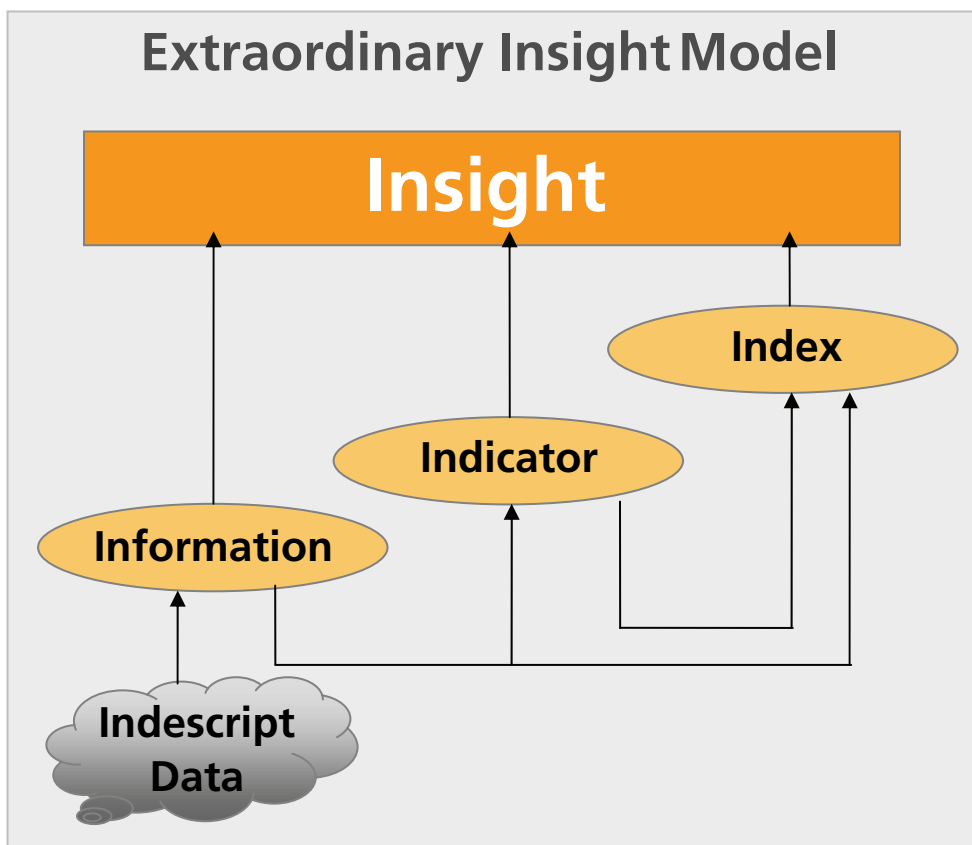 Extraordinary Insight Model
Insight
Index
Indicator
Information
Indescript
Data